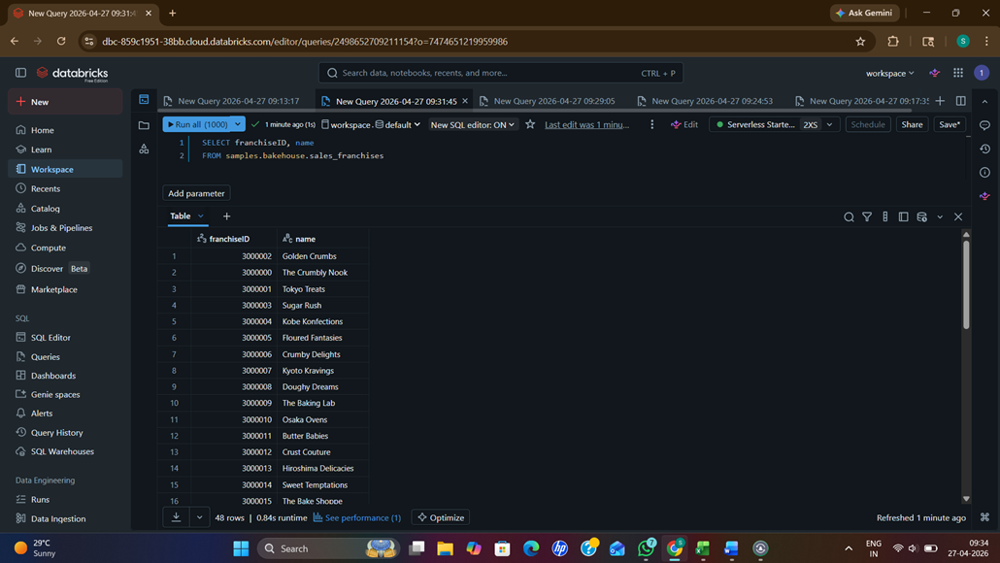 New Query 2026-04-27 09:31:4
Ask Gemini
dbc-859c1951-38bb.cloud.databricks.com/editor/queries/2498652709211154?o=7474651219959986
S
databricks
Free Edition
Search data, notebooks, recents, and more...
CTRL + P
workspace
1
New
Home
Learn
Workspace
Recents
Catalog
Jobs & Pipelines
Compute
Discover Beta
Marketplace
SQL
SQL Editor
Queries
Dashboards
Genie spaces
Alerts
Query History
SQL Warehouses
Data Engineering
Runs
Data Ingestion
New Query 2026-04-27 09:13:17
New Query 2026-04-27 09:31:45
New Query 2026-04-27 09:29:05
New Query 2026-04-27 09:24:53
New Query 2026-04-27 09:17:3
Run all (1000)
1 minute ago (1s)
workspace . default
New SQL editor: ON
Last edit was 1 minu...
Edit
Serverless Starte... 2XS
Schedule
Share
Save*
1 SELECT franchiseID, name
2 FROM samples.bakehouse.sales_franchises
Add parameter
Table
franchiseID name
1 3000002 Golden Crumbs
2 3000000 The Crumbly Nook
3 3000001 Tokyo Treats
4 3000003 Sugar Rush
5 3000004 Kobe Konfections
6 3000005 Floured Fantasies
7 3000006 Crumby Delights
8 3000007 Kyoto Kravings
9 3000008 Doughy Dreams
10 3000009 The Baking Lab
11 3000010 Osaka Ovens
12 3000011 Butter Babies
13 3000012 Crust Couture
14 3000013 Hiroshima Delicacies
15 3000014 Sweet Temptations
16 3000015 The Bake Shoppe
48 rows | 0.84s runtime
See performance (1)
Optimize
Refreshed 1 minute ago
29°C
Sunny
Search
ENG
IN
09:34
27-04-2026